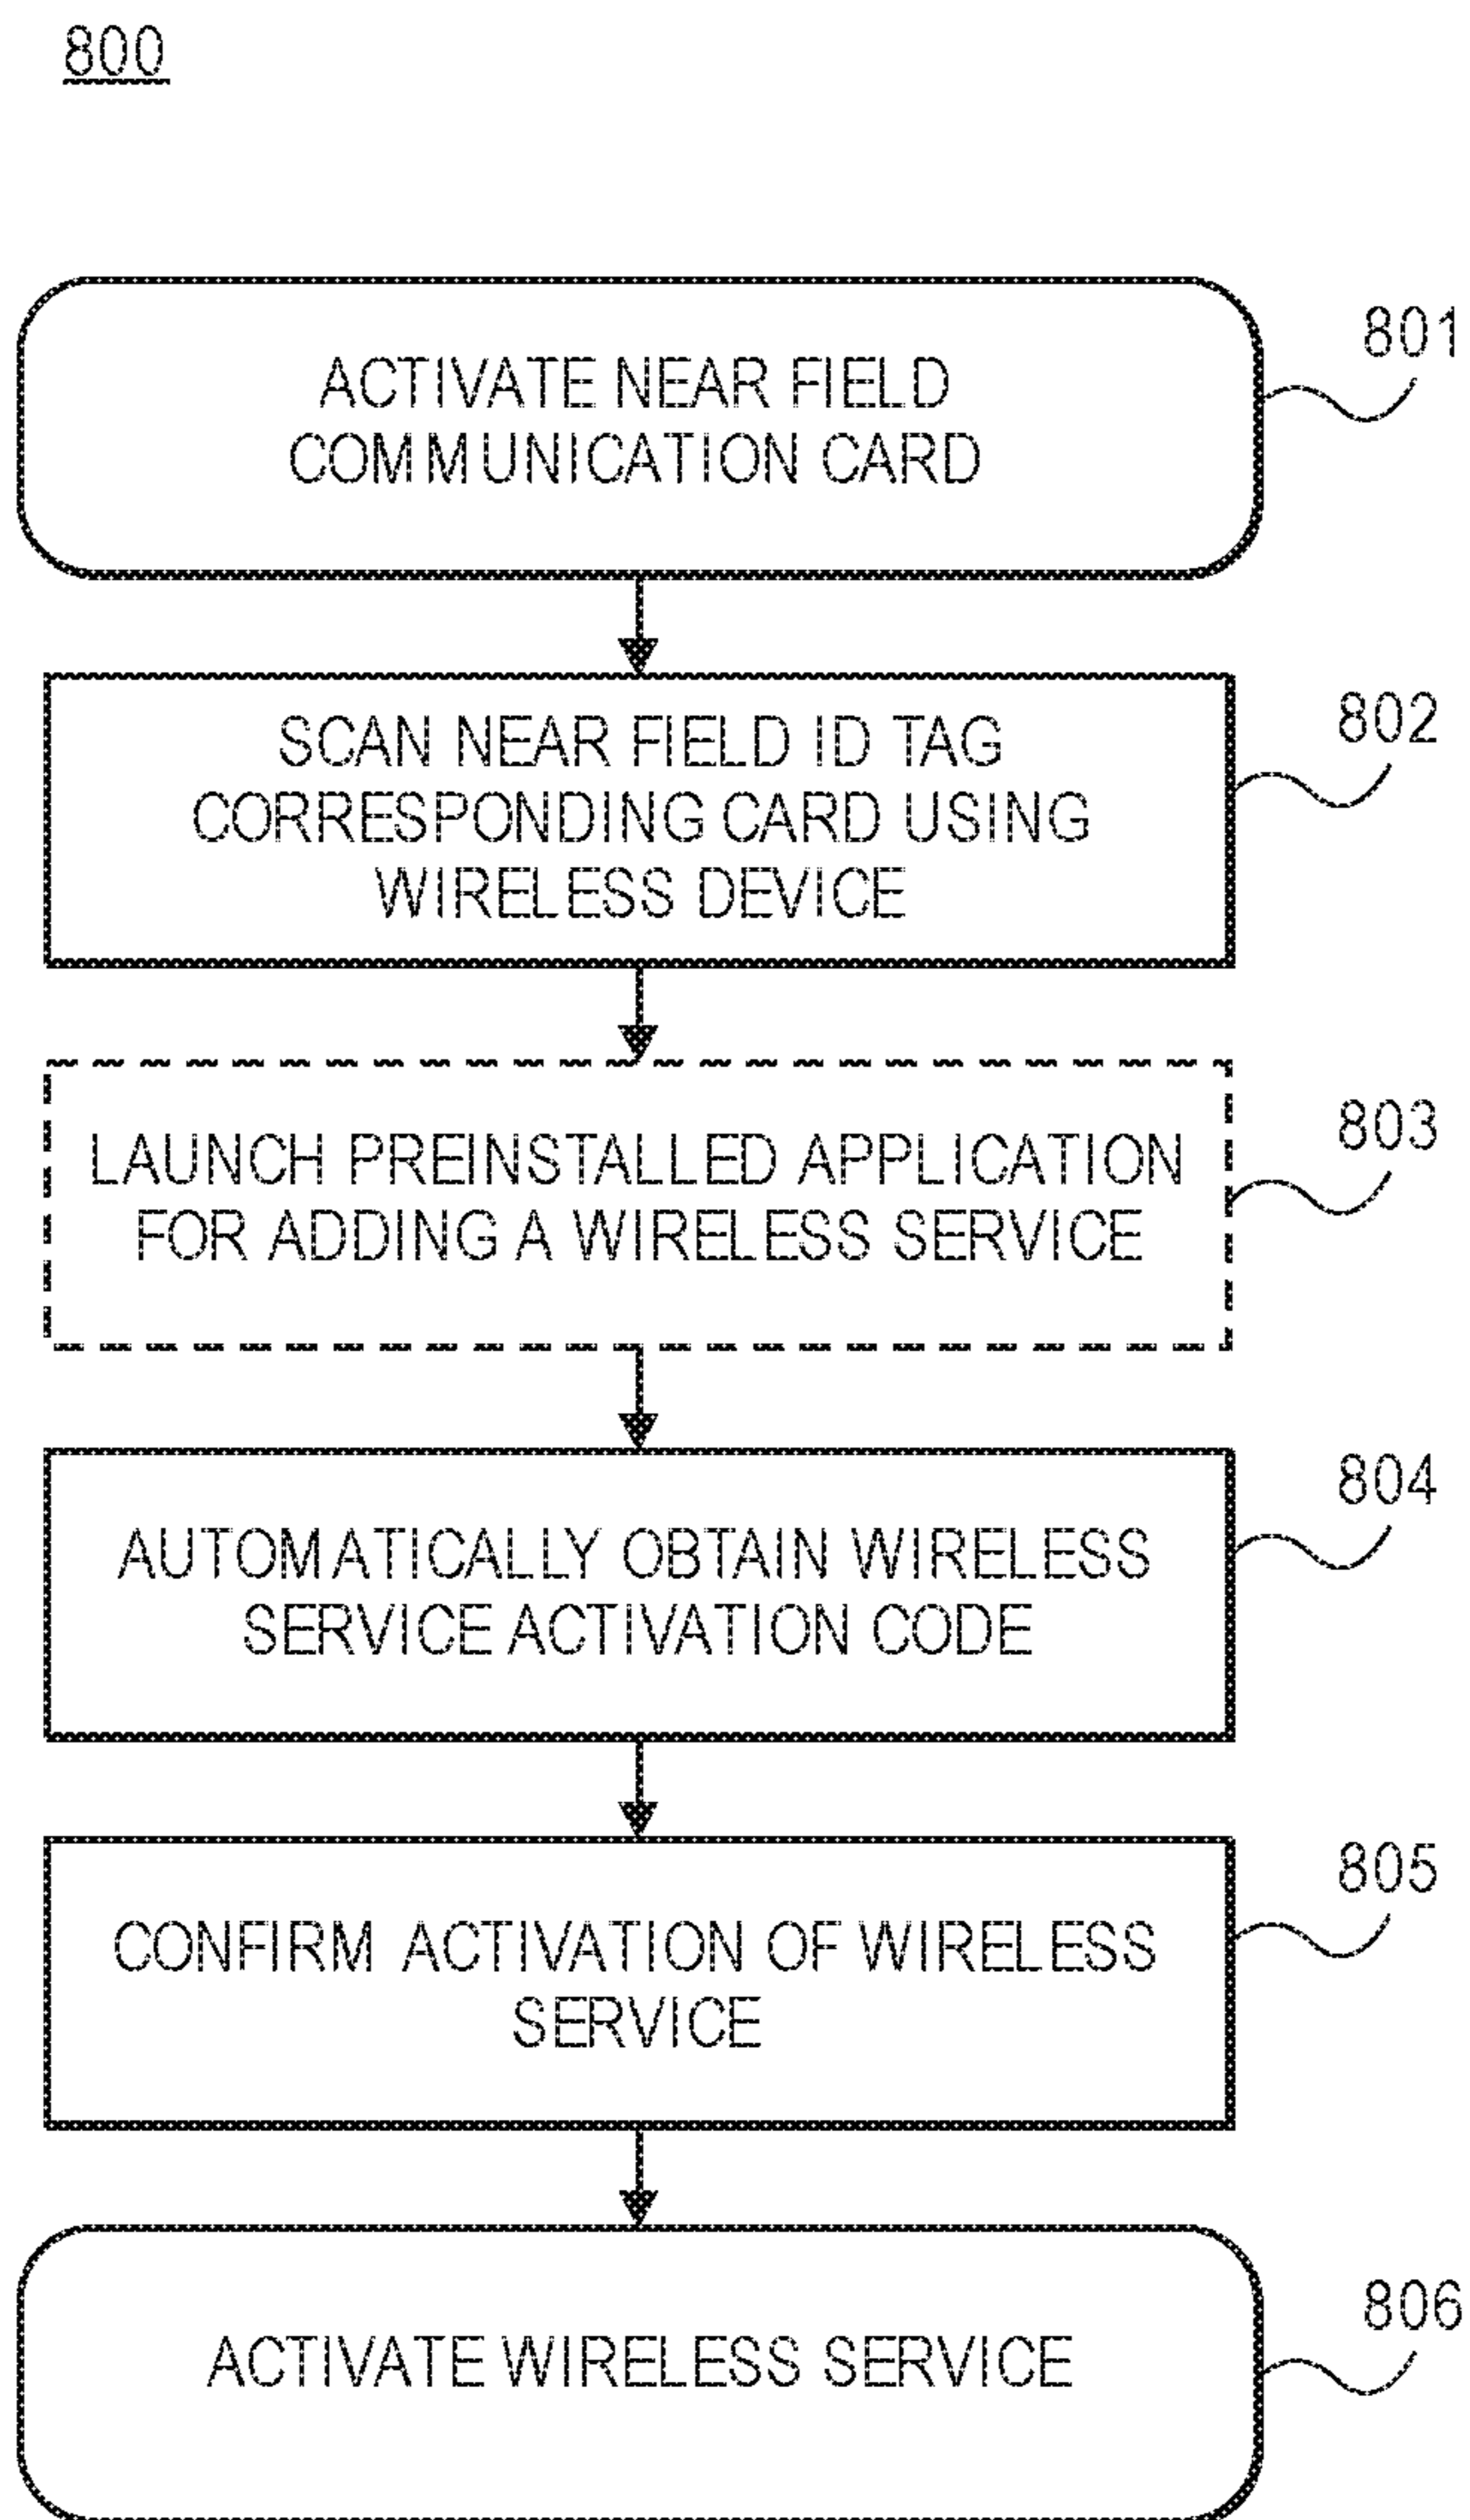 800
ACTIVATE NEAR FIELD
COMMUNICATION CARD
801
SCAN NEAR FIELD ID TAG
CORRESPONDING CARD USING
WIRELESS DEVICE
802
LAUNCH PREINSTALLED APPLICATION
FOR ADDING A WIRELESS SERVICE
803
AUTOMATICALLY OBTAIN WIRELESS
SERVICE ACTIVATION CODE
804
CONFIRM ACTIVATION OF WIRELESS
SERVICE
805
ACTIVATE WIRELESS SERVICE
806